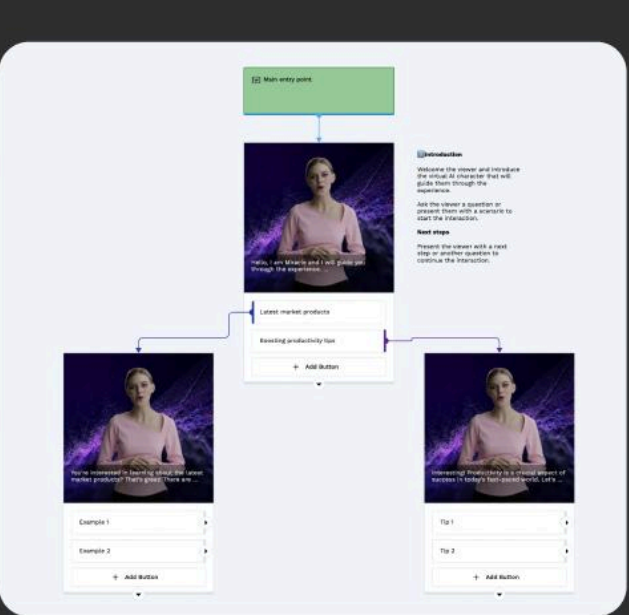 Main entry point
Introduction
Welcome the viewer and introduce
the virtual AI character that will
guide them through the
experience.
Ask the viewer a question or
present them with a scenario to
start the interaction.
Next steps
Present the viewer with a next
step or another question to
continue the interaction.
Hello, I am Miracle and I will guide you
through the experience. ...
Latest market products
Boosting productivity tips
+ Add Button
You're interested in learning about the latest
market products? That's great! There are ...
Example 1
Example 2
+ Add Button
Interesting! Productivity is a crucial aspect of
success in today's fast-paced world. Let's ...
Tip 1
Tip 2
+ Add Button